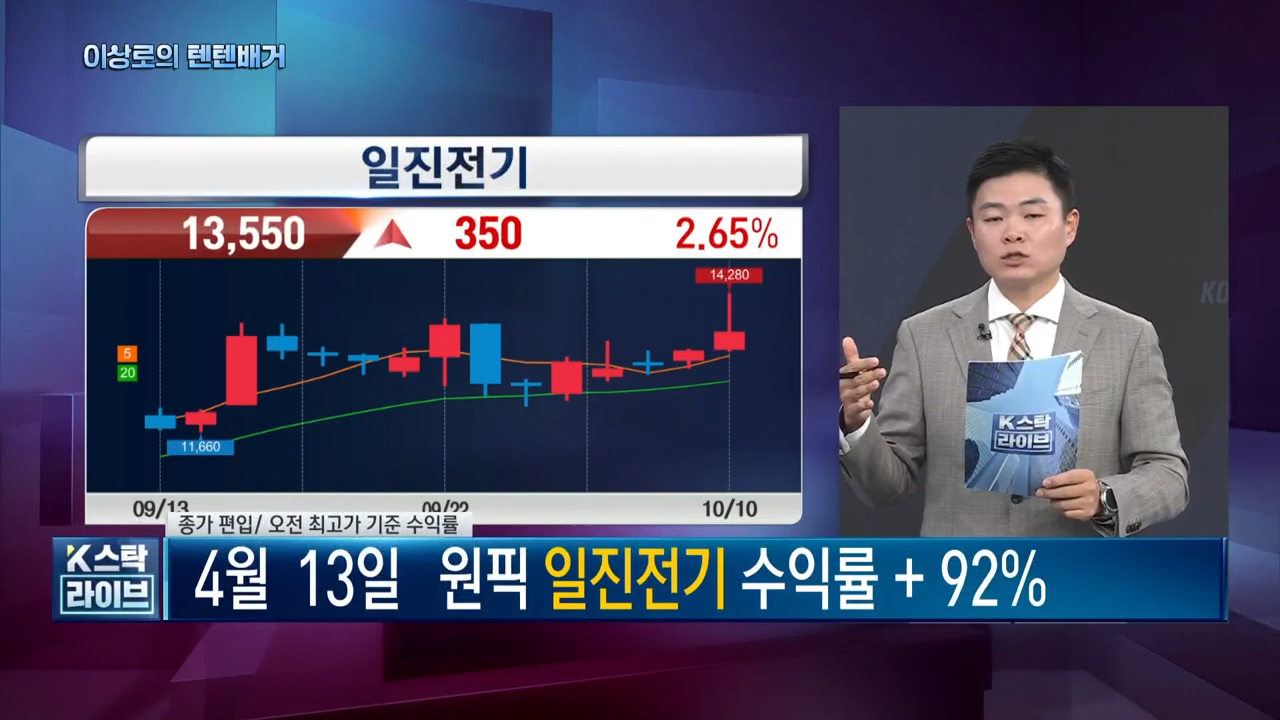 이상로의 텐텐배거
일진전기
13,550 350 2.65%
14,280
5
20
11,660
09/13 09/22 10/10
KO
종가 편입/ 오전 최고가 기준 수익률
K스탁
라이브
4월 13일 원픽 일진전기 수익률 + 92%
K스탁
라이브